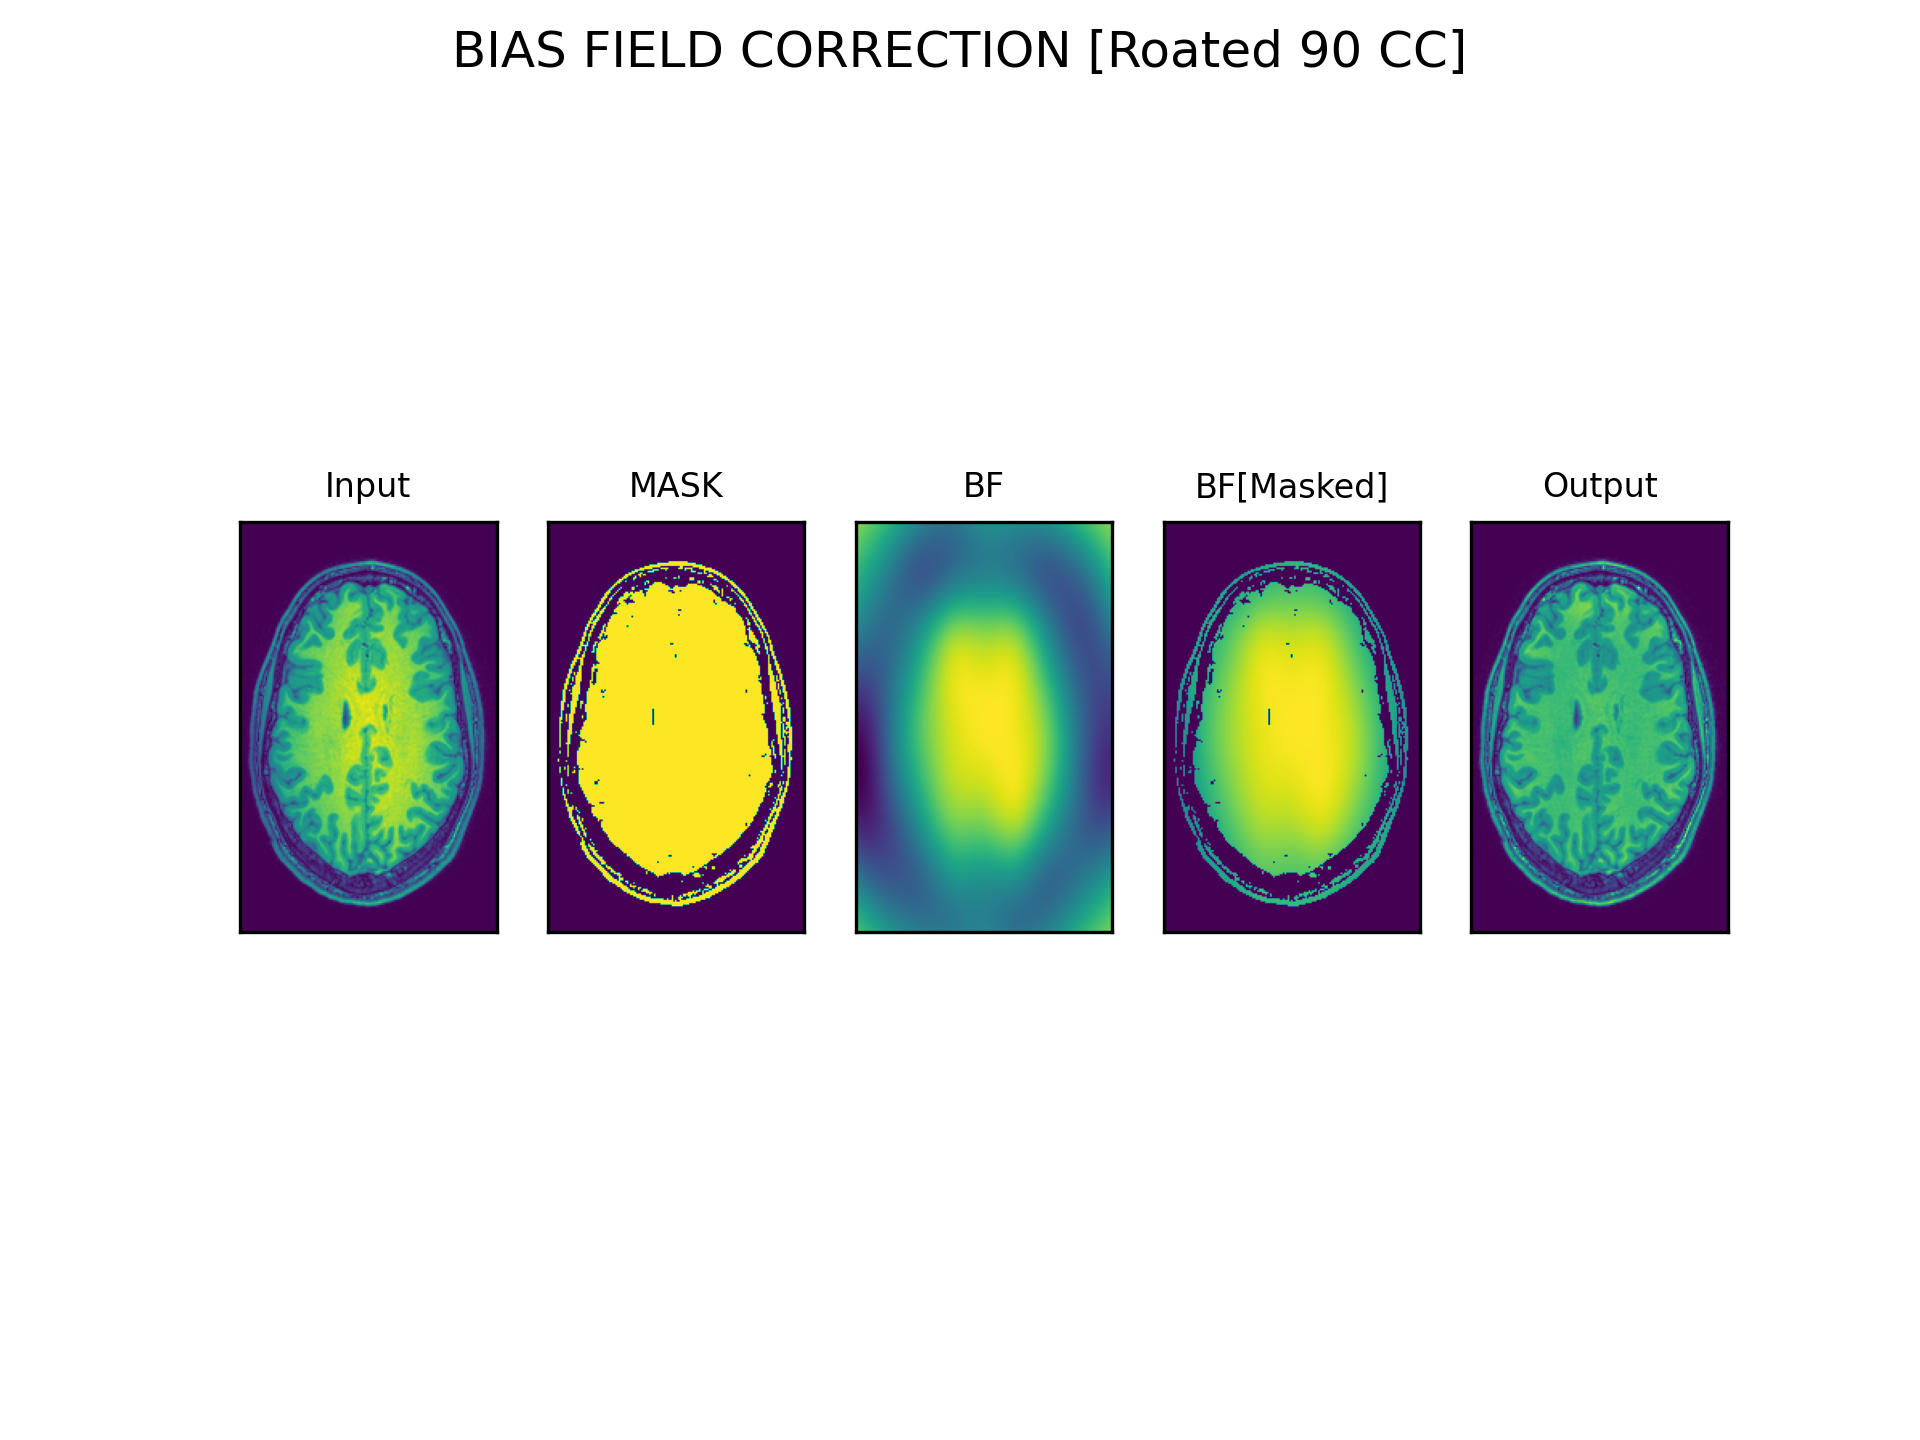 BIAS FIELD CORRECTION [Roated 90 CC]
Input
MASK
BF
BF[Masked]
Output